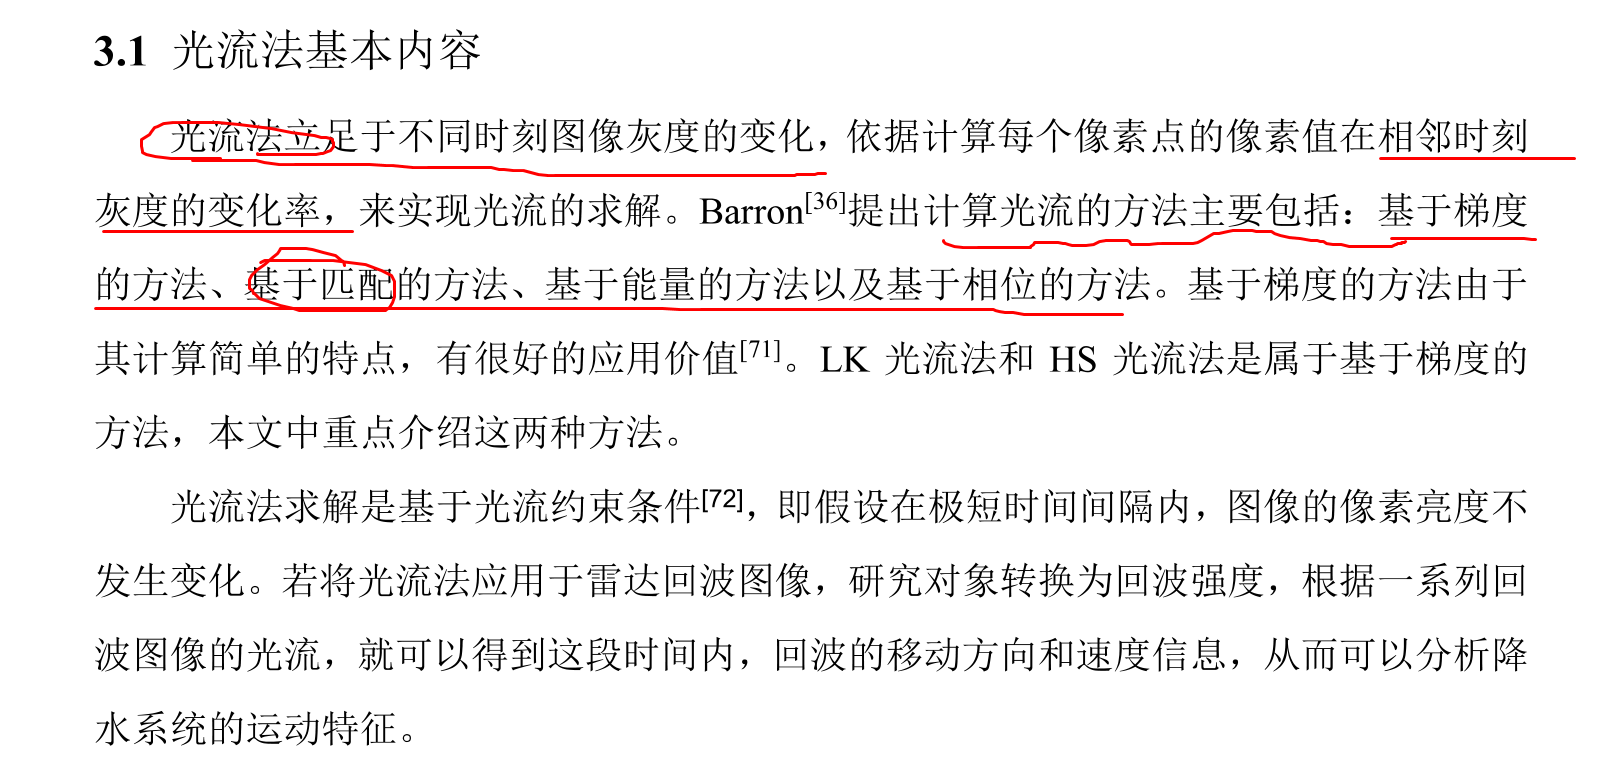 3.1 光流法基本内容
光流法立足于不同时刻图像灰度的变化，依据计算每个像素点的像素值在相邻时刻
灰度的变化率，来实现光流的求解。Barron[36]提出计算光流的方法主要包括：基于梯度
的方法、基于匹配的方法、基于能量的方法以及基于相位的方法。基于梯度的方法由于
其计算简单的特点，有很好的应用价值[71]。LK 光流法和 HS 光流法是属于基于梯度的
方法，本文中重点介绍这两种方法。
光流法求解是基于光流约束条件[72]，即假设在极短时间间隔内，图像的像素亮度不
发生变化。若将光流法应用于雷达回波图像，研究对象转换为回波强度，根据一系列回
波图像的光流，就可以得到这段时间内，回波的移动方向和速度信息，从而可以分析降
水系统的运动特征。